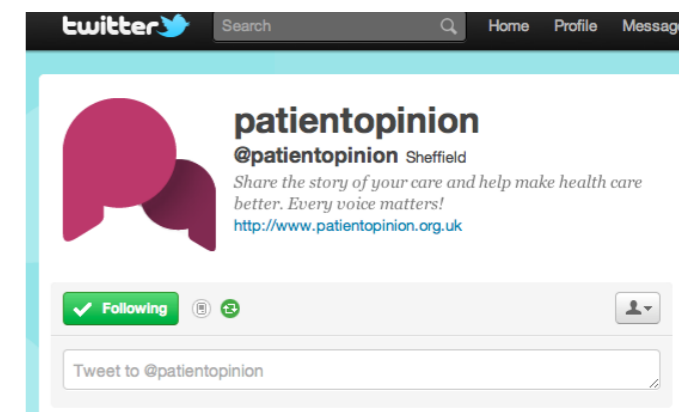 twitter Search Home Profile Messag
patientopinion
@patientopinion Sheffield
Share the story of your care and help make health care
better. Every voice matters!
http://www.patientopinion.org.uk
Following
Tweet to @patientopinion